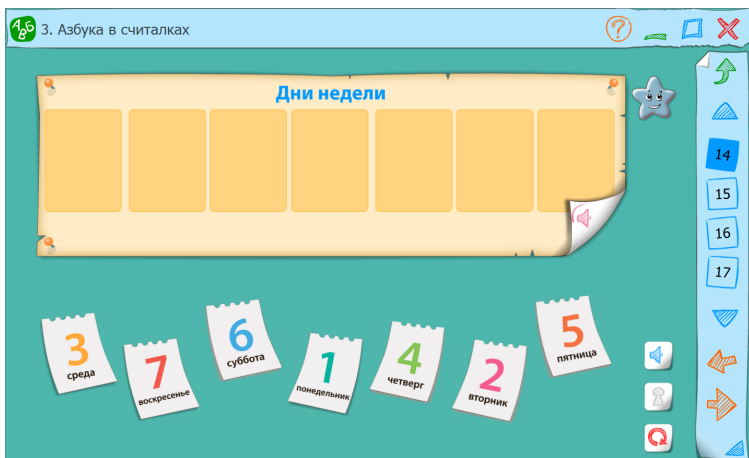 АБВ
3. Азбука в считалках
?
Дни недели
14
15
16
17
3
среда
7
воскресенье
6
суббота
1
понедельник
4
четверг
2
вторник
5
пятница